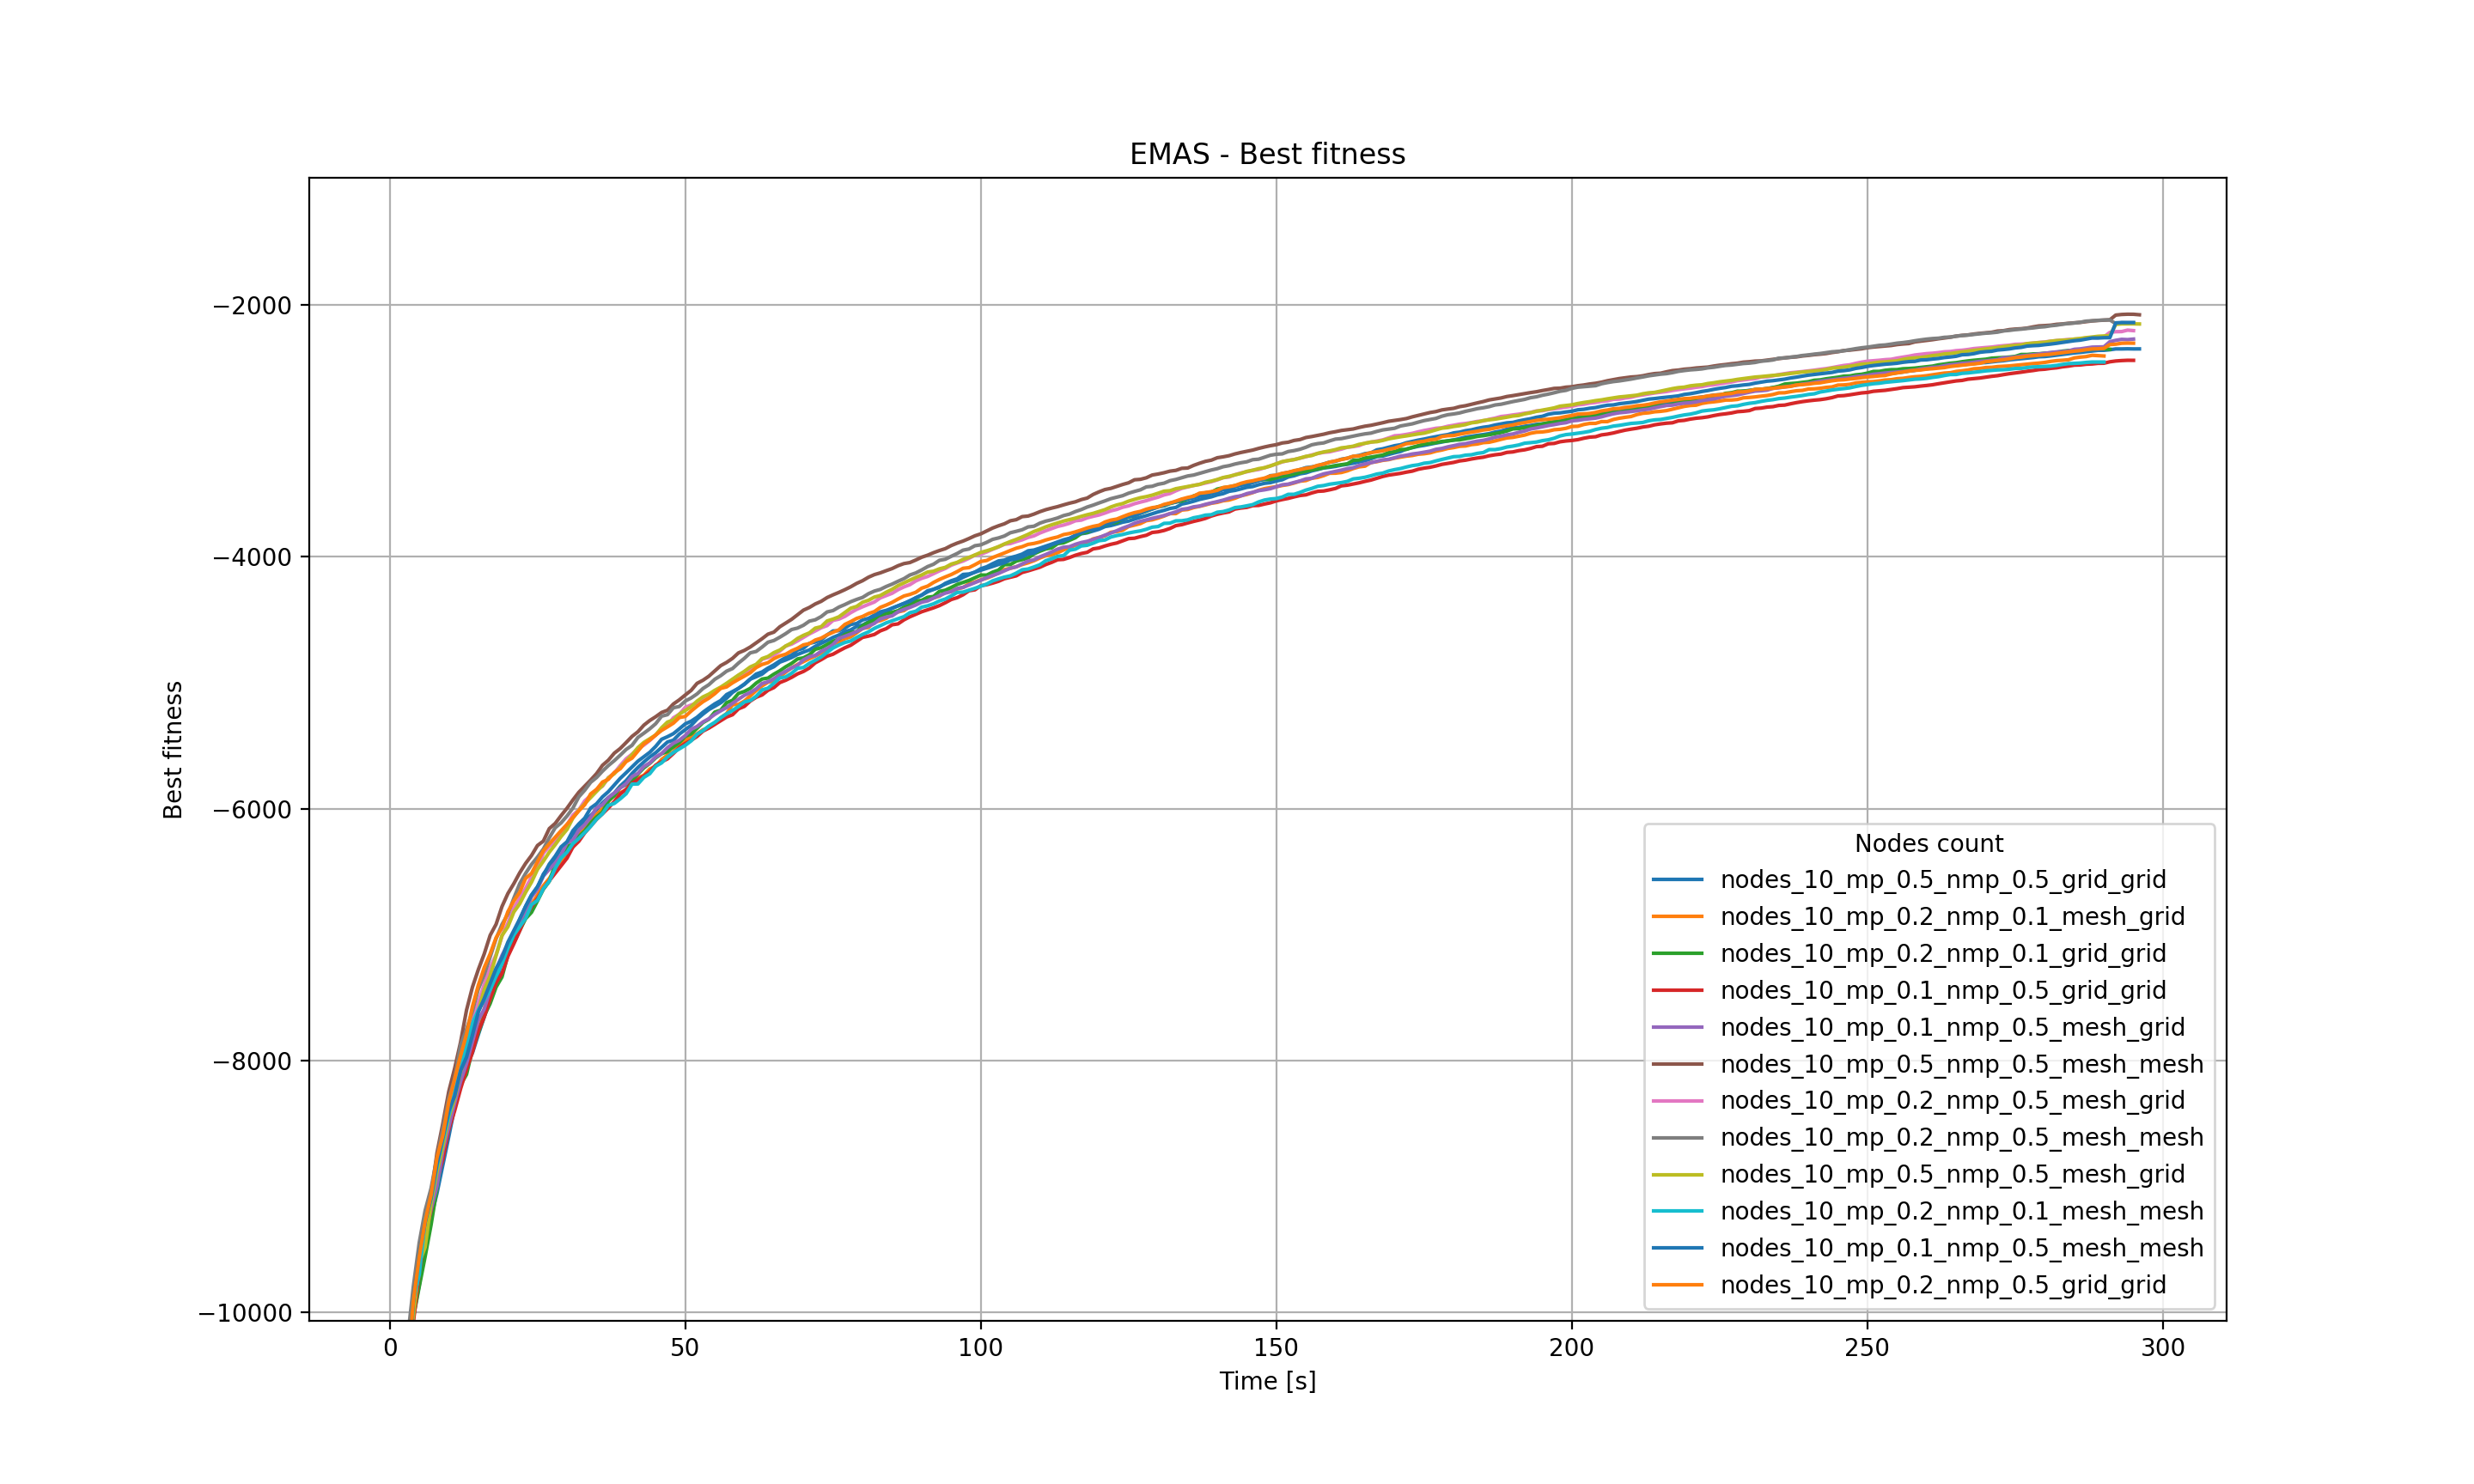 EMAS - Best fitness
Best fitness
−2000
−4000
−6000
−8000
−10000
0 50 100 150 200 250 300
Time [s]
Nodes count
nodes_10_mp_0.5_nmp_0.5_grid_grid
nodes_10_mp_0.2_nmp_0.1_mesh_grid
nodes_10_mp_0.2_nmp_0.1_grid_grid
nodes_10_mp_0.1_nmp_0.5_grid_grid
nodes_10_mp_0.1_nmp_0.5_mesh_grid
nodes_10_mp_0.5_nmp_0.5_mesh_mesh
nodes_10_mp_0.2_nmp_0.5_mesh_grid
nodes_10_mp_0.2_nmp_0.5_mesh_mesh
nodes_10_mp_0.5_nmp_0.5_mesh_grid
nodes_10_mp_0.2_nmp_0.1_mesh_mesh
nodes_10_mp_0.1_nmp_0.5_mesh_mesh
nodes_10_mp_0.2_nmp_0.5_grid_grid